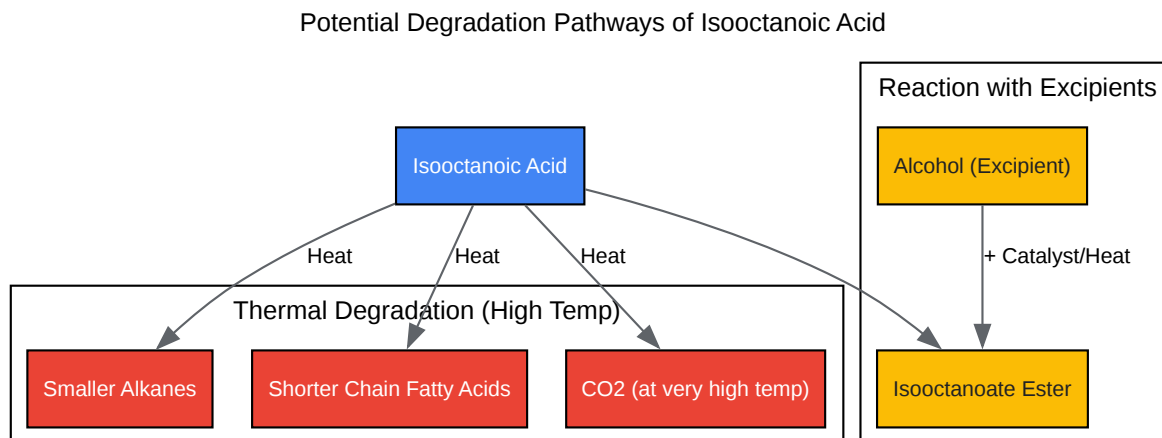 Potential Degradation Pathways of Isooctanoic Acid
Reaction with Excipients
Isooctanoic Acid
Alcohol (Excipient)
Heat
Heat
Heat
+ Catalyst/Heat
Thermal Degradation (High Temp)
Smaller Alkanes
Shorter Chain Fatty Acids
CO2 (at very high temp)
Isooctanoate Ester